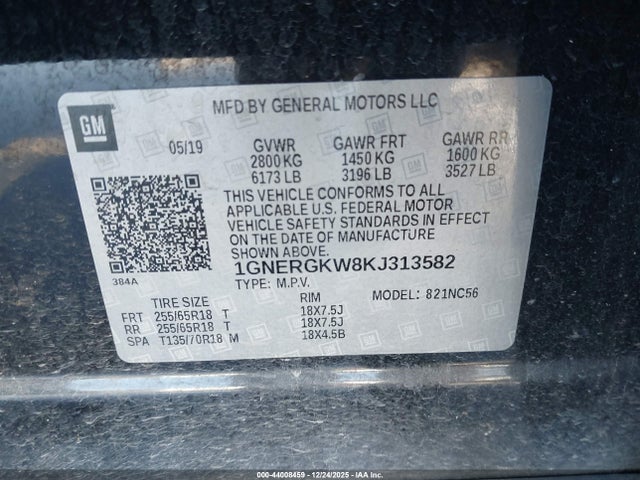 GM
MFD BY GENERAL MOTORS LLC
05/19 GVWR GAWR FRT GAWR RR
2800 KG 1450 KG 1600 KG
6173 LB 3196 LB 3527 LB
THIS VEHICLE CONFORMS TO ALL
APPLICABLE U.S. FEDERAL MOTOR
VEHICLE SAFETY STANDARDS IN EFFECT
ON THE DATE OF MANUFACTURE
SHOWN ABOVE.
384A
1GNERGKW8KJ313582
TYPE: M.P.V. MODEL: 821NC56
TIRE SIZE RIM
FRT 255/65R18 T 18X7.5J
RR 255/65R18 T 18X7.5J
SPA T135/70R18 M 18X4.5B
000-44008459 - 12/24/2025 - IAA Inc.